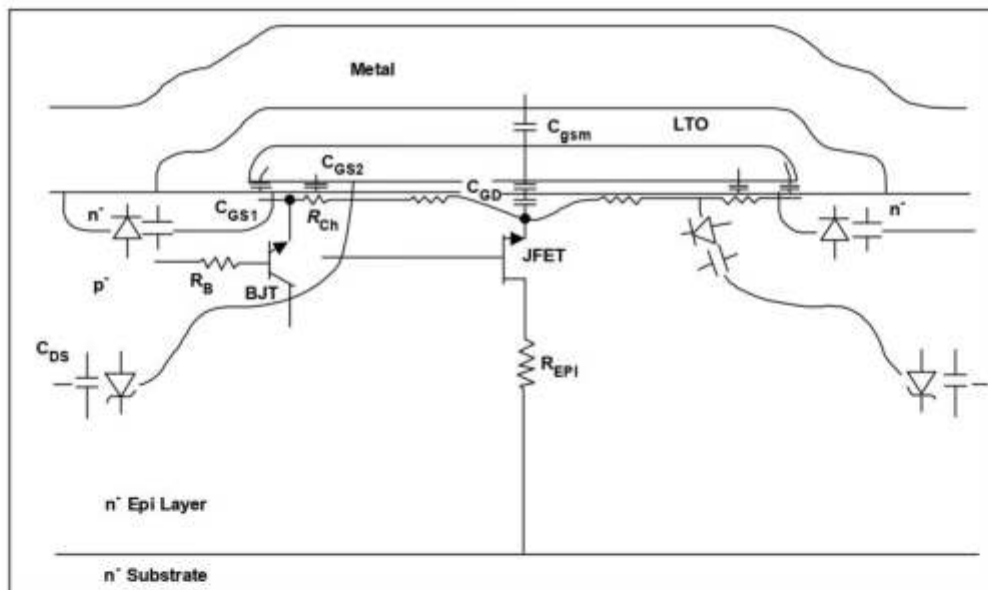 Metal
C_gsm LTO
C_GS2
C_GD
n⁻ C_GS1 R_Ch n⁻
JFET
p⁻ R_B BJT
C_DS R_EPI
n⁻ Epi Layer
n⁻ Substrate